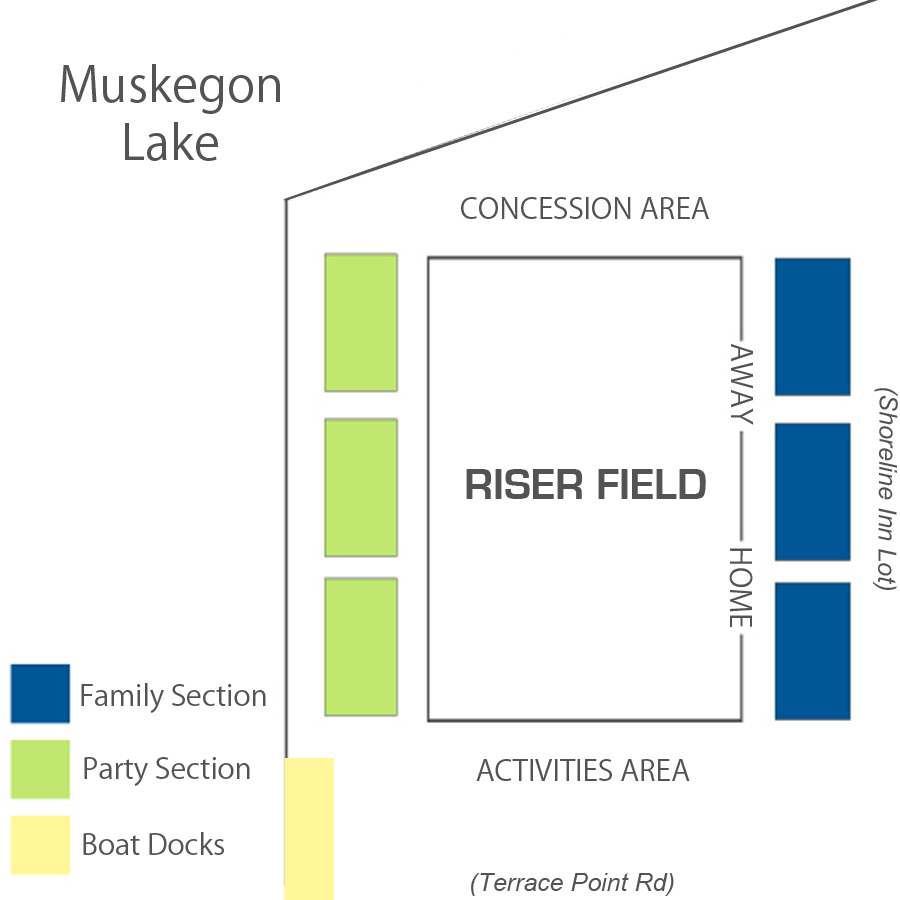 Muskegon
Lake
CONCESSION AREA
AWAY
(Shoreline Inn Lot)
RISER FIELD
HOME
Family Section
Party Section
ACTIVITIES AREA
Boat Docks
(Terrace Point Rd)